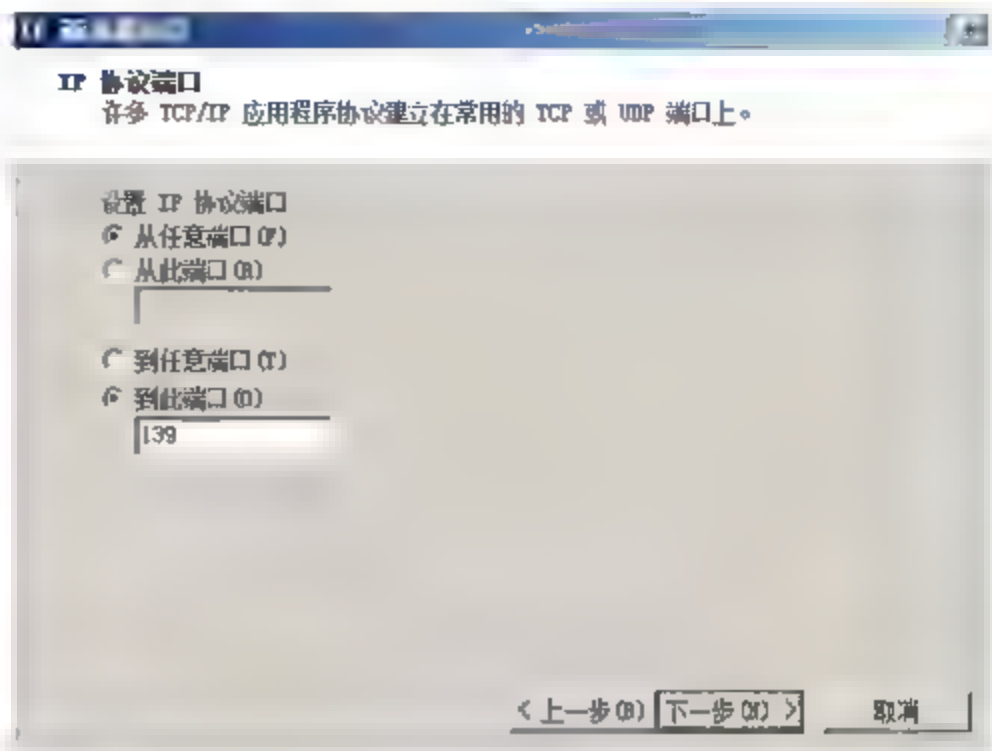 IP 协议端口
许多 TCP/IP 应用程序协议建立在常用的 TCP 或 UDP 端口上。
设置 IP 协议端口
从任意端口(F)
从此端口(R)
到任意端口(T)
到此端口(O)
139
< 上一步(B) 下一步(N) > 取消